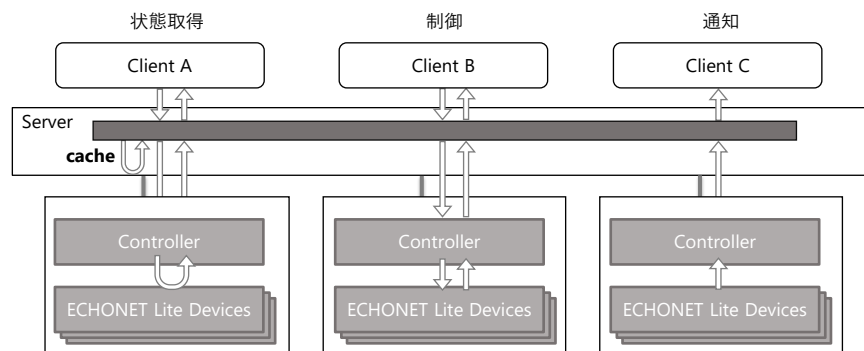 状態取得
制御
通知
Client A
Client B
Client C
Server
cache
Controller
Controller
Controller
ECHONET Lite Devices
ECHONET Lite Devices
ECHONET Lite Devices